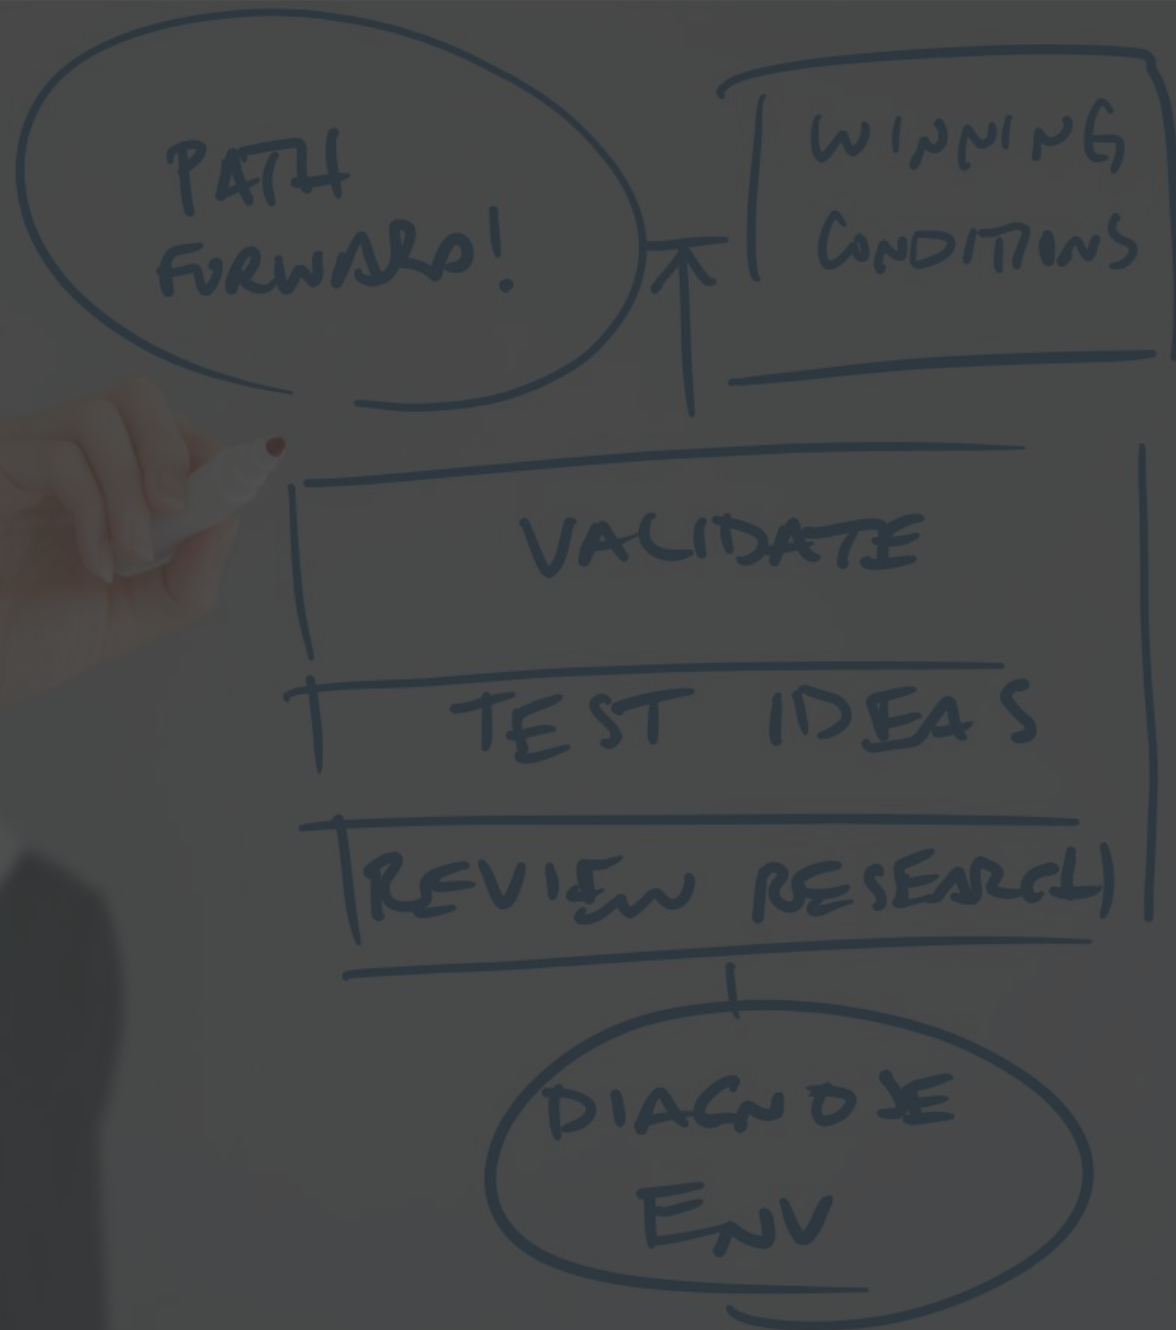 PATH
FORWARD!
WINNING
CONDITIONS
VALIDATE
TEST IDEAS
REVIEW RESEARCH
DIAGNOSE
ENV